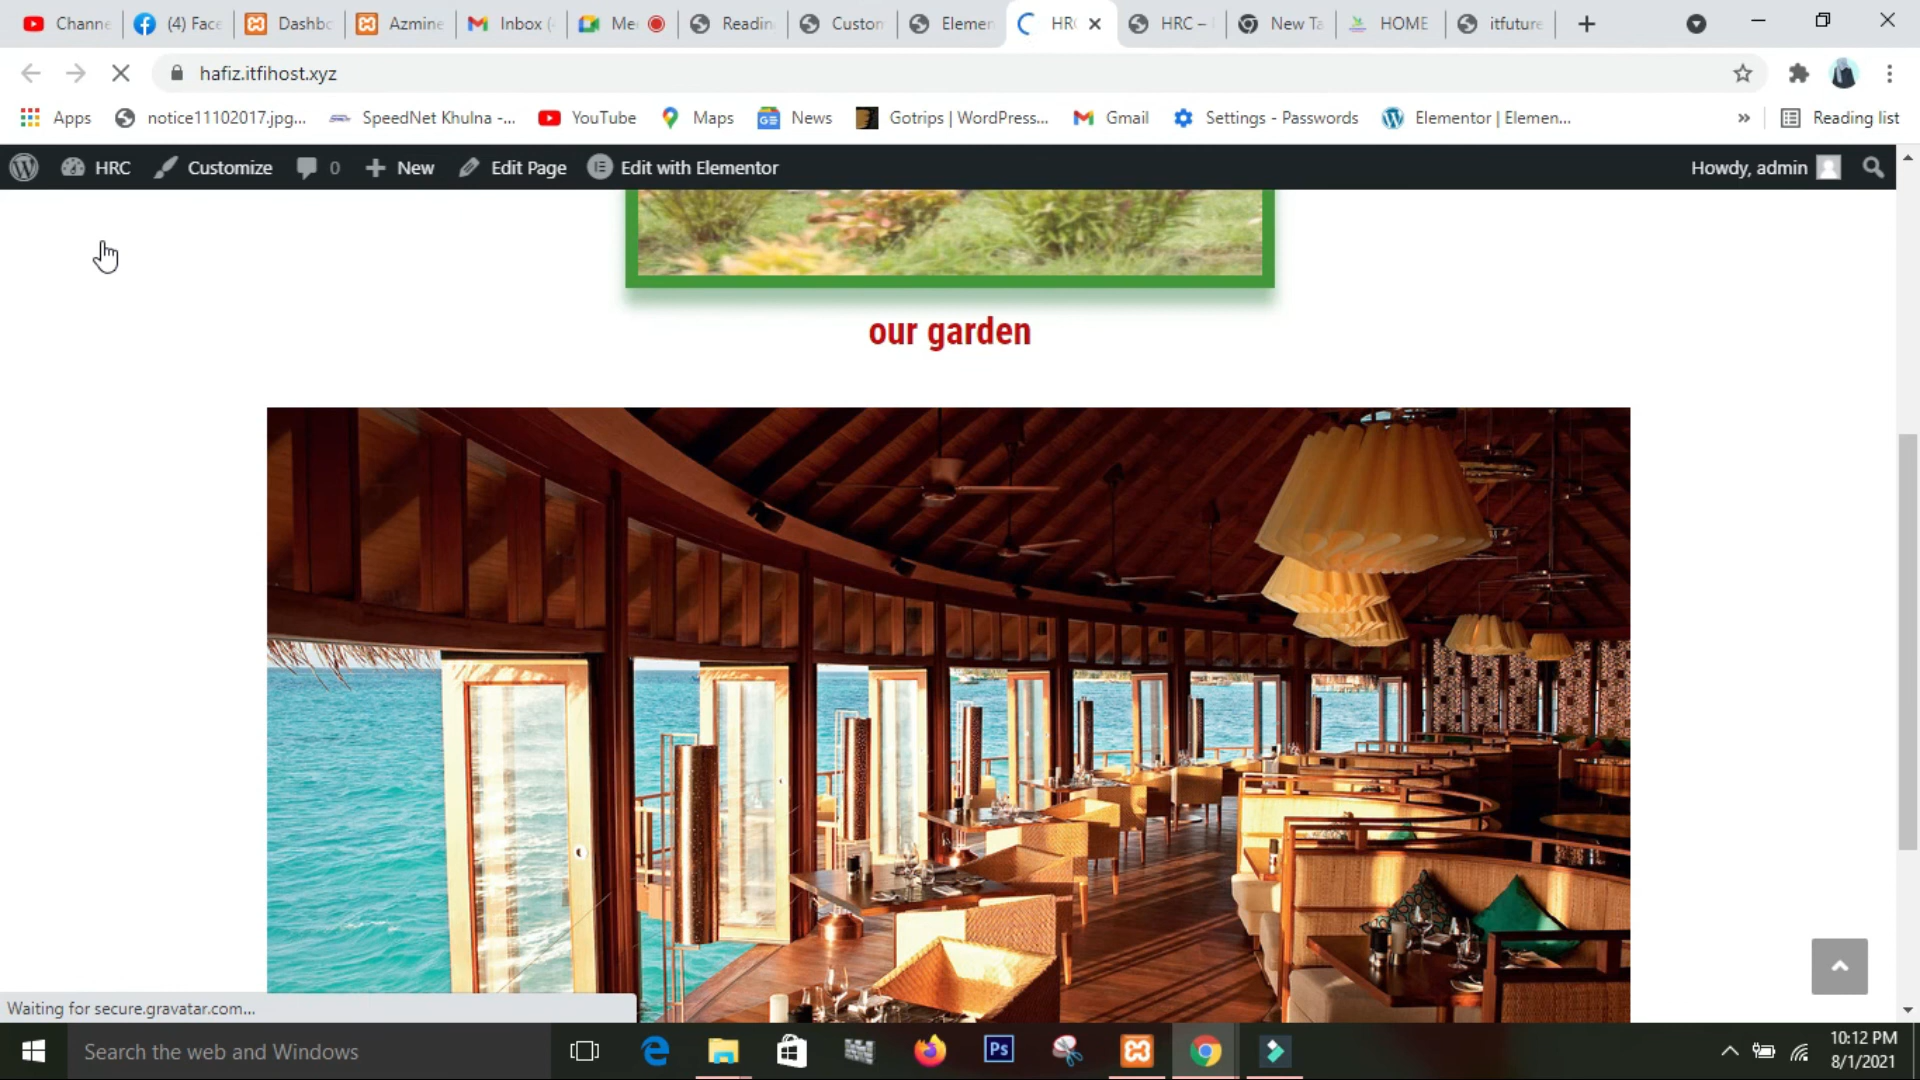 Channe
(4) Face
Dashbo
Azmine
Inbox (
Me
Readin
Custon
Elemen
HRC
HRC –
New Ta
HOME
itfuture
hafiz.itfihost.xyz
Apps
notice11102017.jpg...
SpeedNet Khulna -...
YouTube
Maps
News
Gotrips | WordPress...
Gmail
Settings - Passwords
Elementor | Elemen...
»
Reading list
HRC
Customize
0
New
Edit Page
Edit with Elementor
Howdy, admin
our garden
Waiting for secure.gravatar.com...
Search the web and Windows
Ps
10:12 PM
8/1/2021